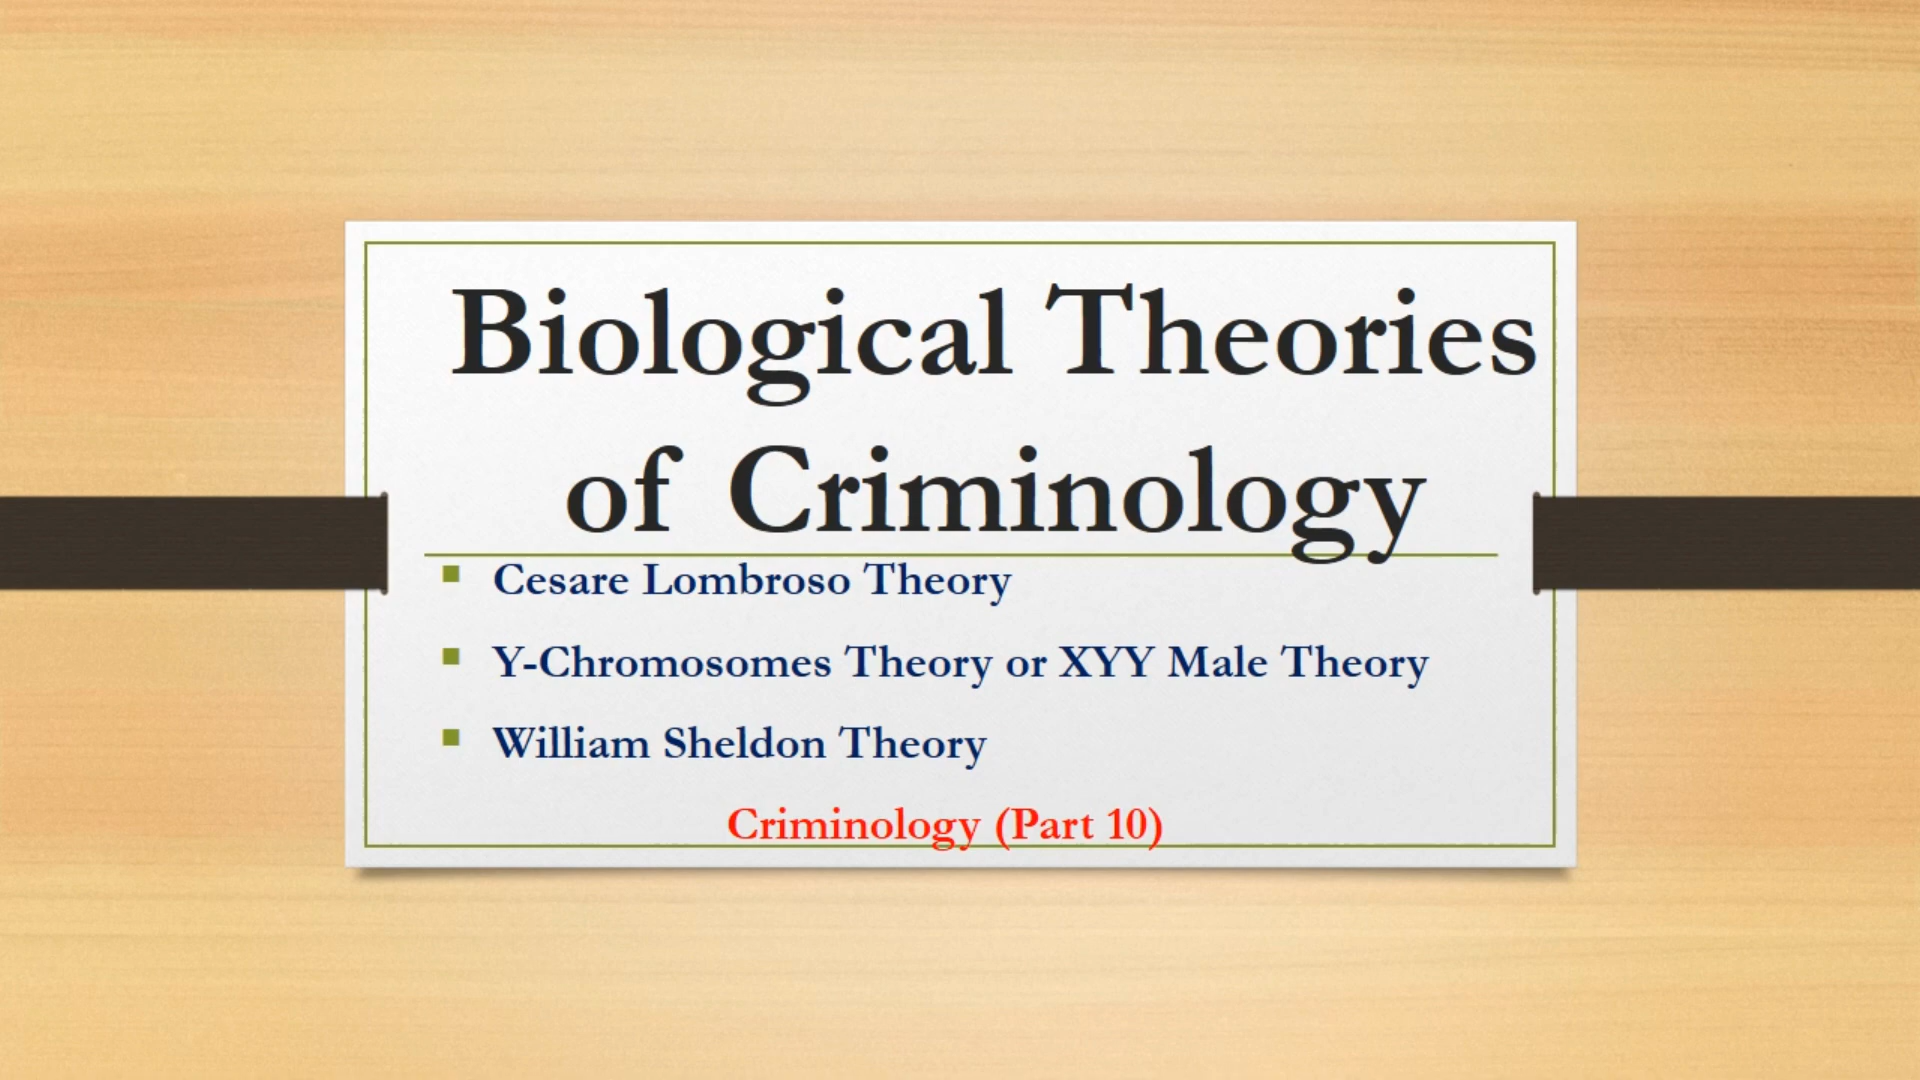 Biological Theories
of Criminology
Cesare Lombroso Theory
Y-Chromosomes Theory or XYY Male Theory
William Sheldon Theory
Criminology (Part 10)